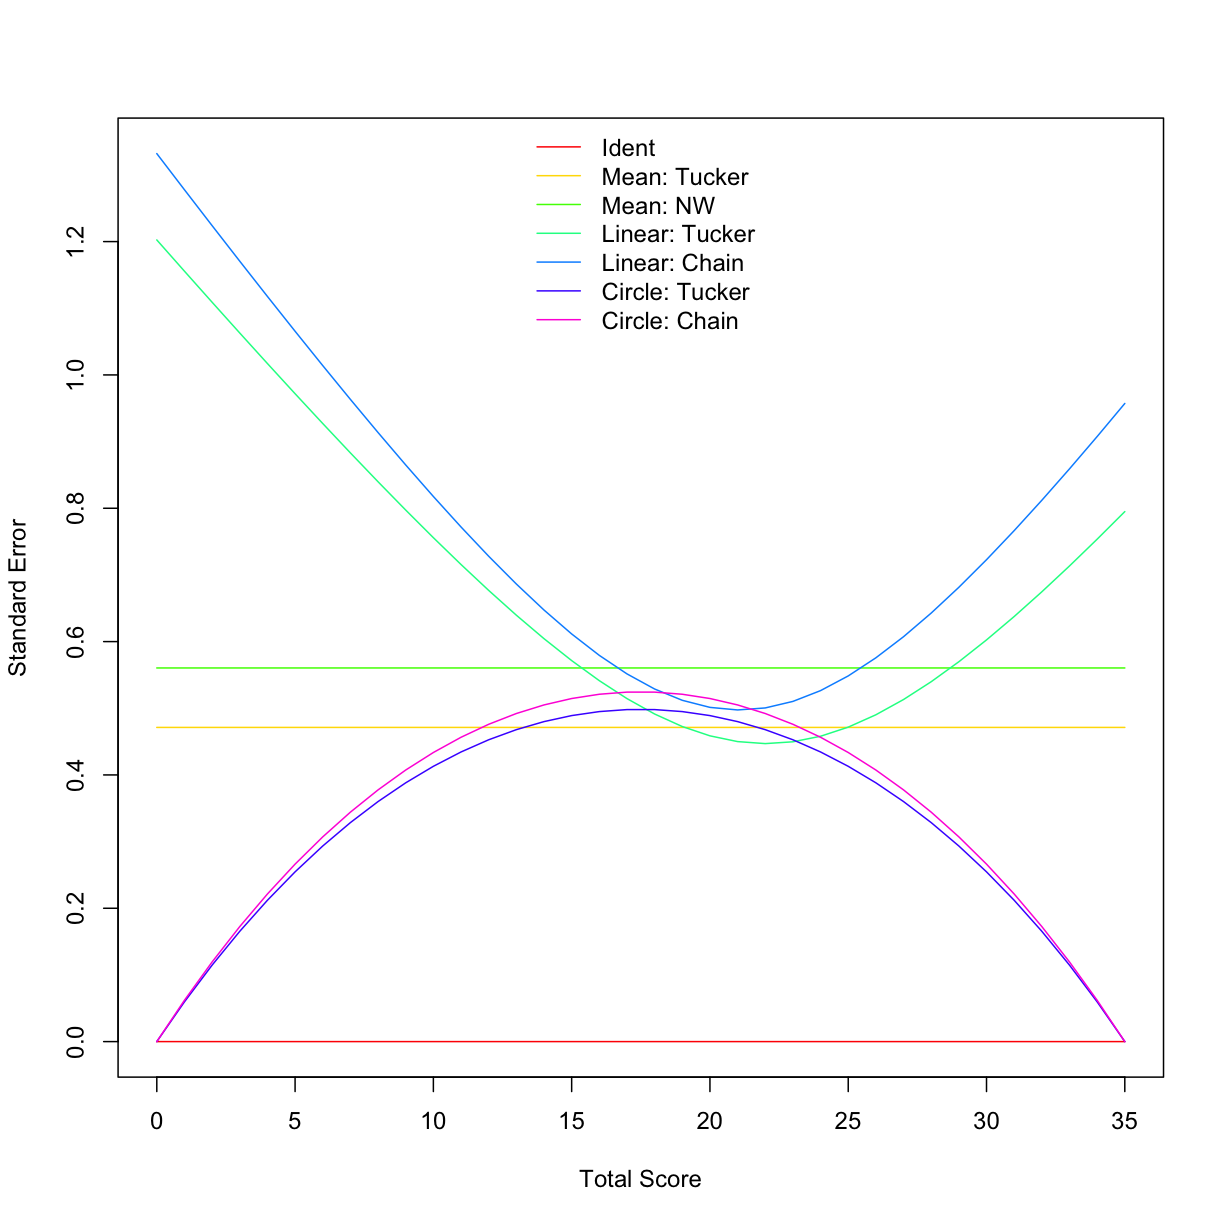 Ident
Mean: Tucker
Mean: NW
Linear: Tucker
Linear: Chain
Circle: Tucker
Circle: Chain
Standard Error
1.2
1.0
0.8
0.6
0.4
0.2
0.0
0 5 10 15 20 25 30 35
Total Score